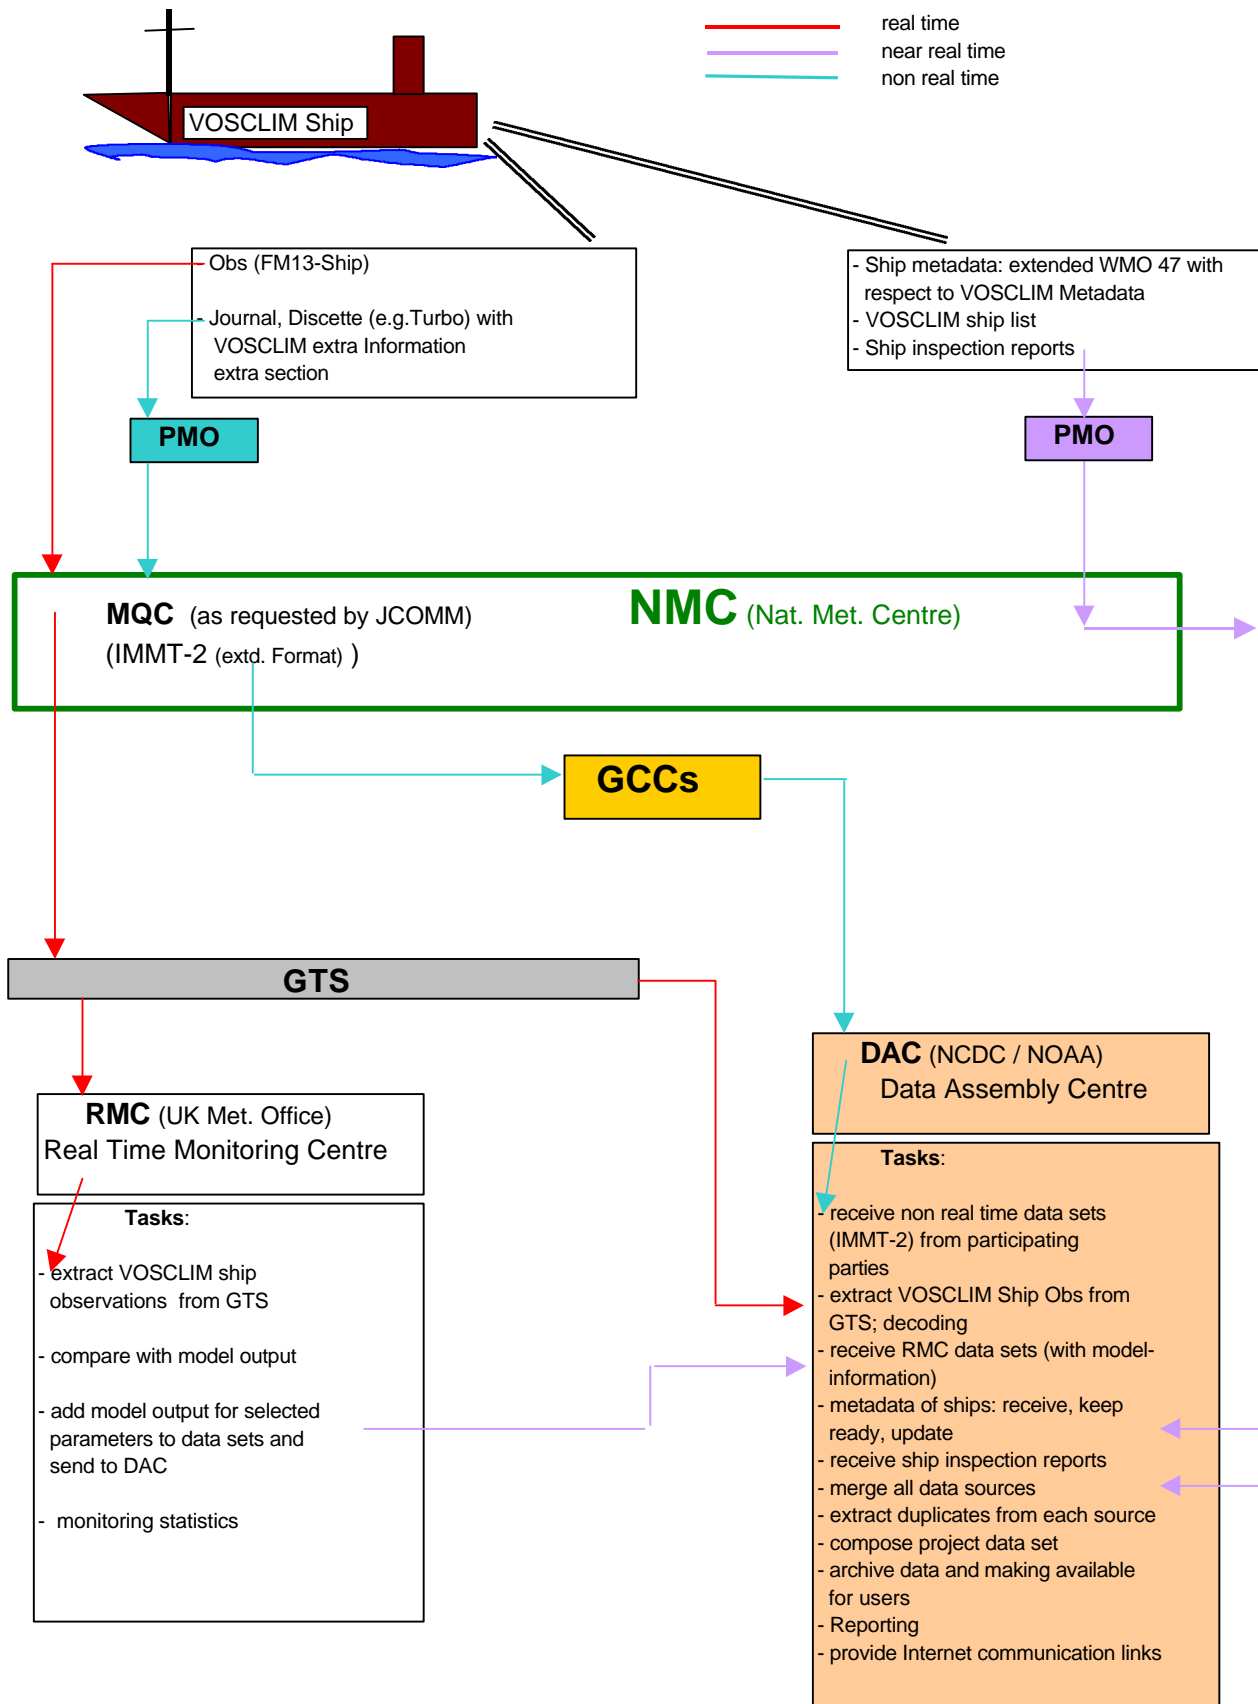 real time
near real time
non real time
VOSCLIM Ship
- Obs (FM13-Ship)
- Journal, Discette (e.g.Turbo) with
VOSCLIM extra Information
extra section
- Ship metadata: extended WMO 47 with
respect to VOSCLIM Metadata
- VOSCLIM ship list
- Ship inspection reports
PMO
PMO
MQC (as requested by JCOMM)
(IMMT-2 (extd. Format) )
NMC (Nat. Met. Centre)
GCCs
GTS
RMC (UK Met. Office)
Real Time Monitoring Centre
Tasks:
- extract VOSCLIM ship
observations from GTS
- compare with model output
- add model output for selected
parameters to data sets and
send to DAC
- monitoring statistics
DAC (NCDC / NOAA)
Data Assembly Centre
Tasks:
- receive non real time data sets
(IMMT-2) from participating
parties
- extract VOSCLIM Ship Obs from
GTS; decoding
- receive RMC data sets (with model-
information)
- metadata of ships: receive, keep
ready, update
- receive ship inspection reports
- merge all data sources
- extract duplicates from each source
- compose project data set
- archive data and making available
for users
- Reporting
- provide Internet communication links